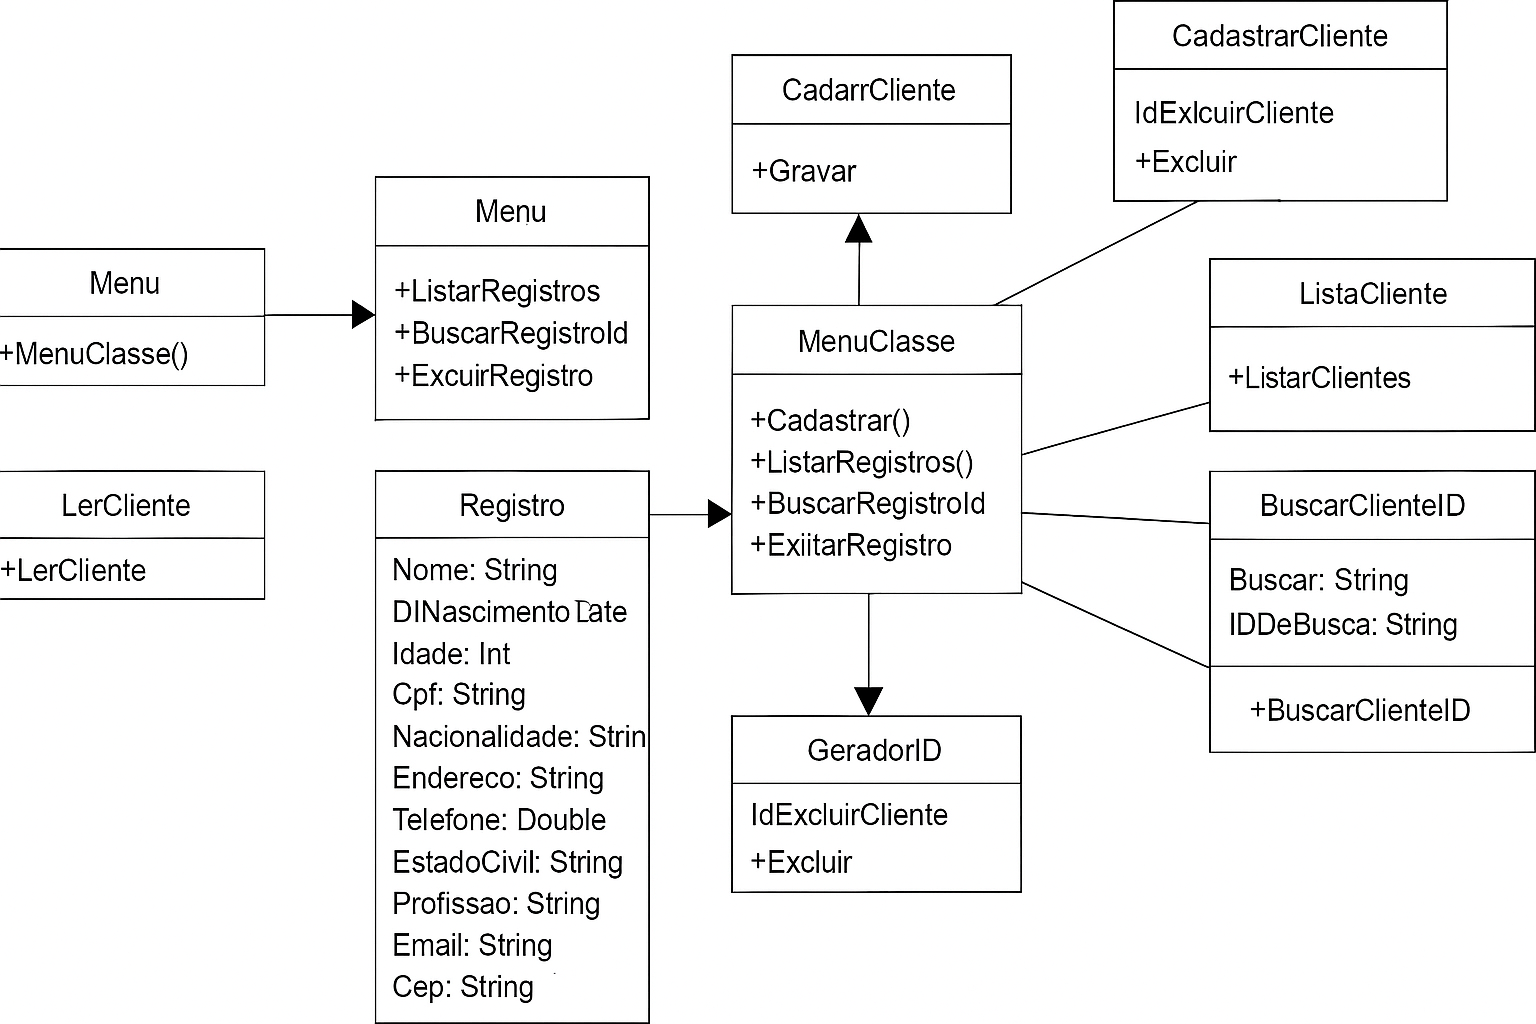 CadastrarCliente
IdExlcuirCliente
+Excluir
CadarrCliente
+Gravar
Menu
+ListarRegistros
+BuscarRegistroId
+ExcuirRegistro
Menu
+MenuClasse()
ListaCliente
+ListarClientes
MenuClasse
+Cadastrar()
+ListarRegistros()
+BuscarRegistroId
+ExiitarRegistro
LerCliente
+LerCliente
Registro
Nome: String
DINascimento Date
Idade: Int
Cpf: String
Nacionalidade: Strin
Endereco: String
Telefone: Double
EstadoCivil: String
Profissao: String
Email: String
Cep: String
BuscarClienteID
Buscar: String
IDDeBusca: String
+BuscarClienteID
GeradorID
IdExcluirCliente
+Excluir